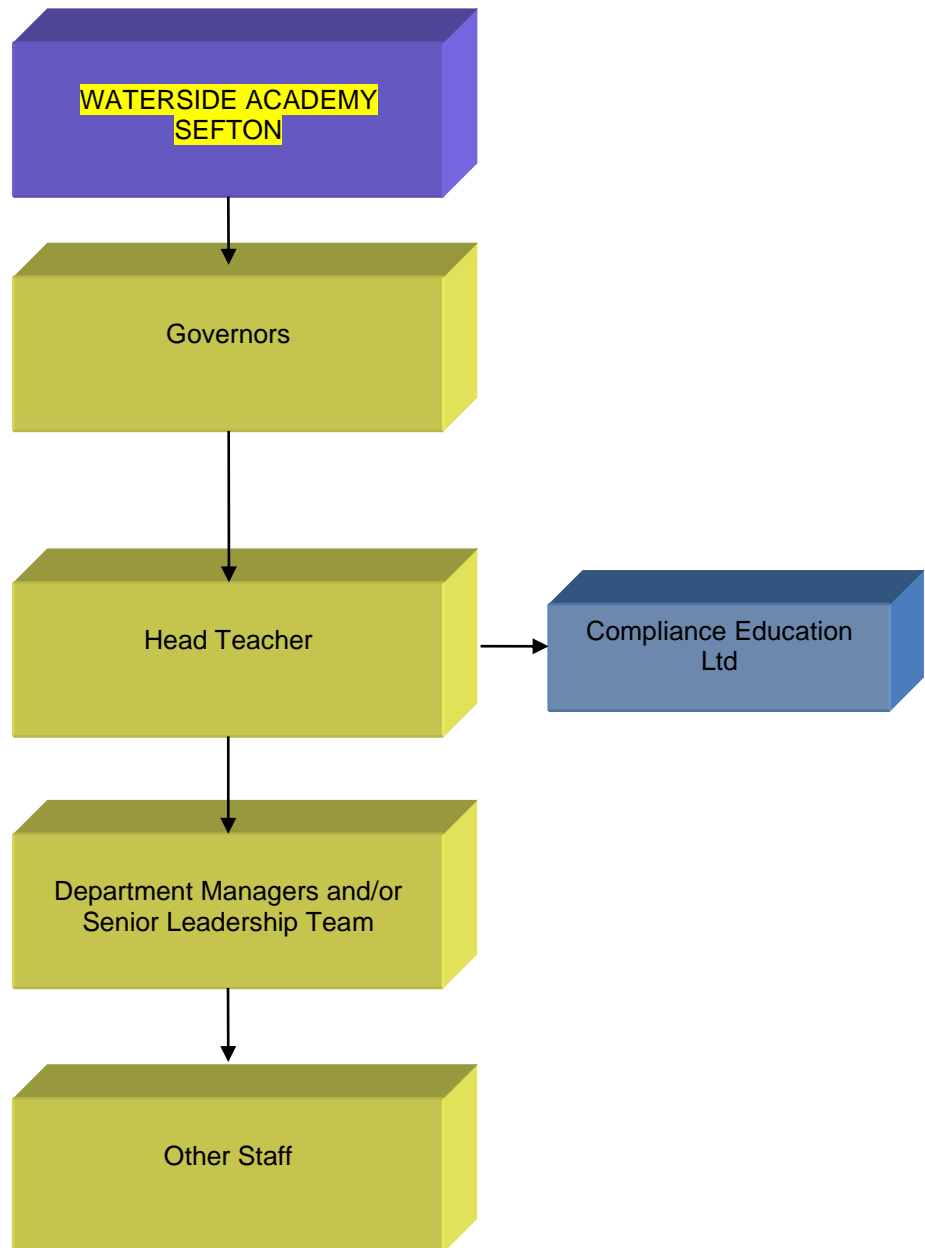 WATERSIDE ACADEMY
SEFTON
Governors
Head Teacher
Compliance Education
Ltd
Department Managers and/or
Senior Leadership Team
Other Staff